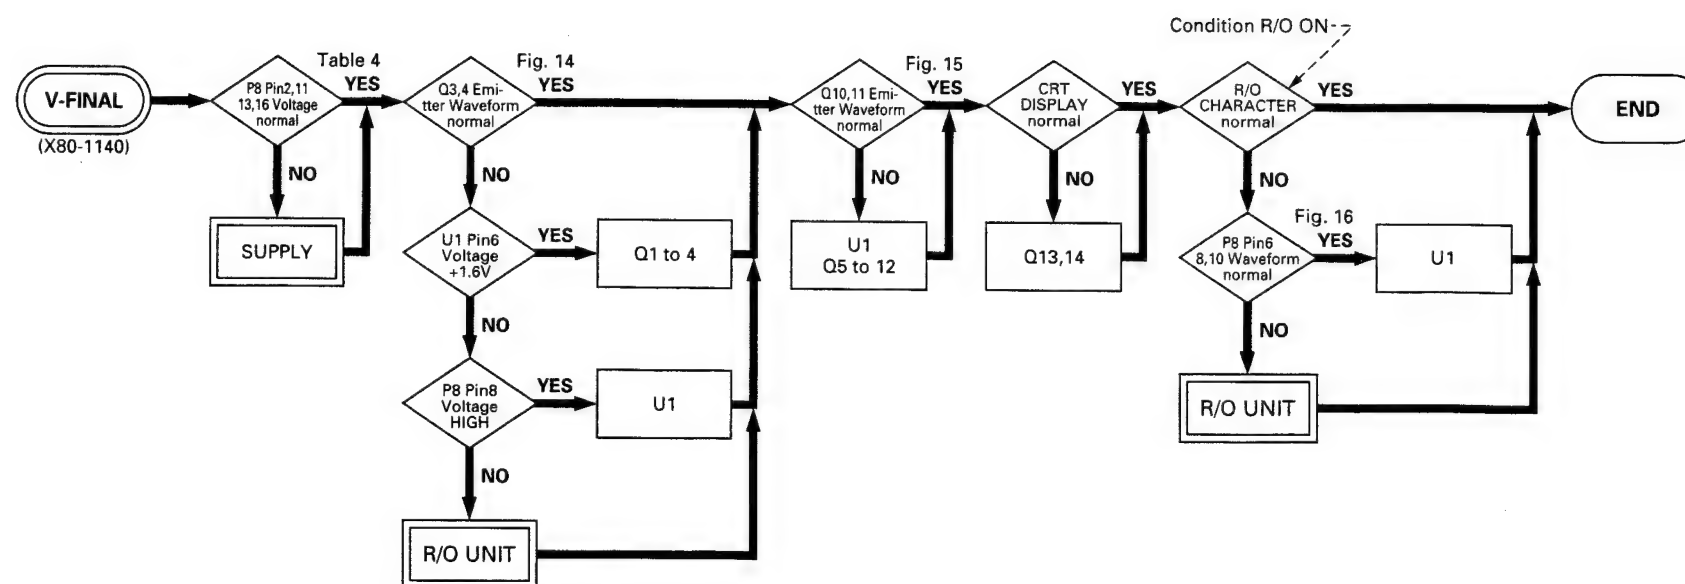 Condition R/O ON
V-FINAL
(X80-1140)
P8 Pin2,11
13,16 Voltage
normal
Table 4
YES
NO
SUPPLY
Q3,4 Emi-
tter Waveform
normal
Fig. 14
YES
NO
U1 Pin6
Voltage
+1.6V
YES
Q1 to 4
NO
P8 Pin8
Voltage
HIGH
YES
U1
NO
R/O UNIT
Q10,11 Emi-
tter Waveform
normal
Fig. 15
YES
NO
U1
Q5 to 12
CRT
DISPLAY
normal
YES
NO
Q13,14
R/O
CHARACTER
normal
YES
NO
P8 Pin6
8,10 Waveform
normal
Fig. 16
YES
U1
NO
R/O UNIT
END